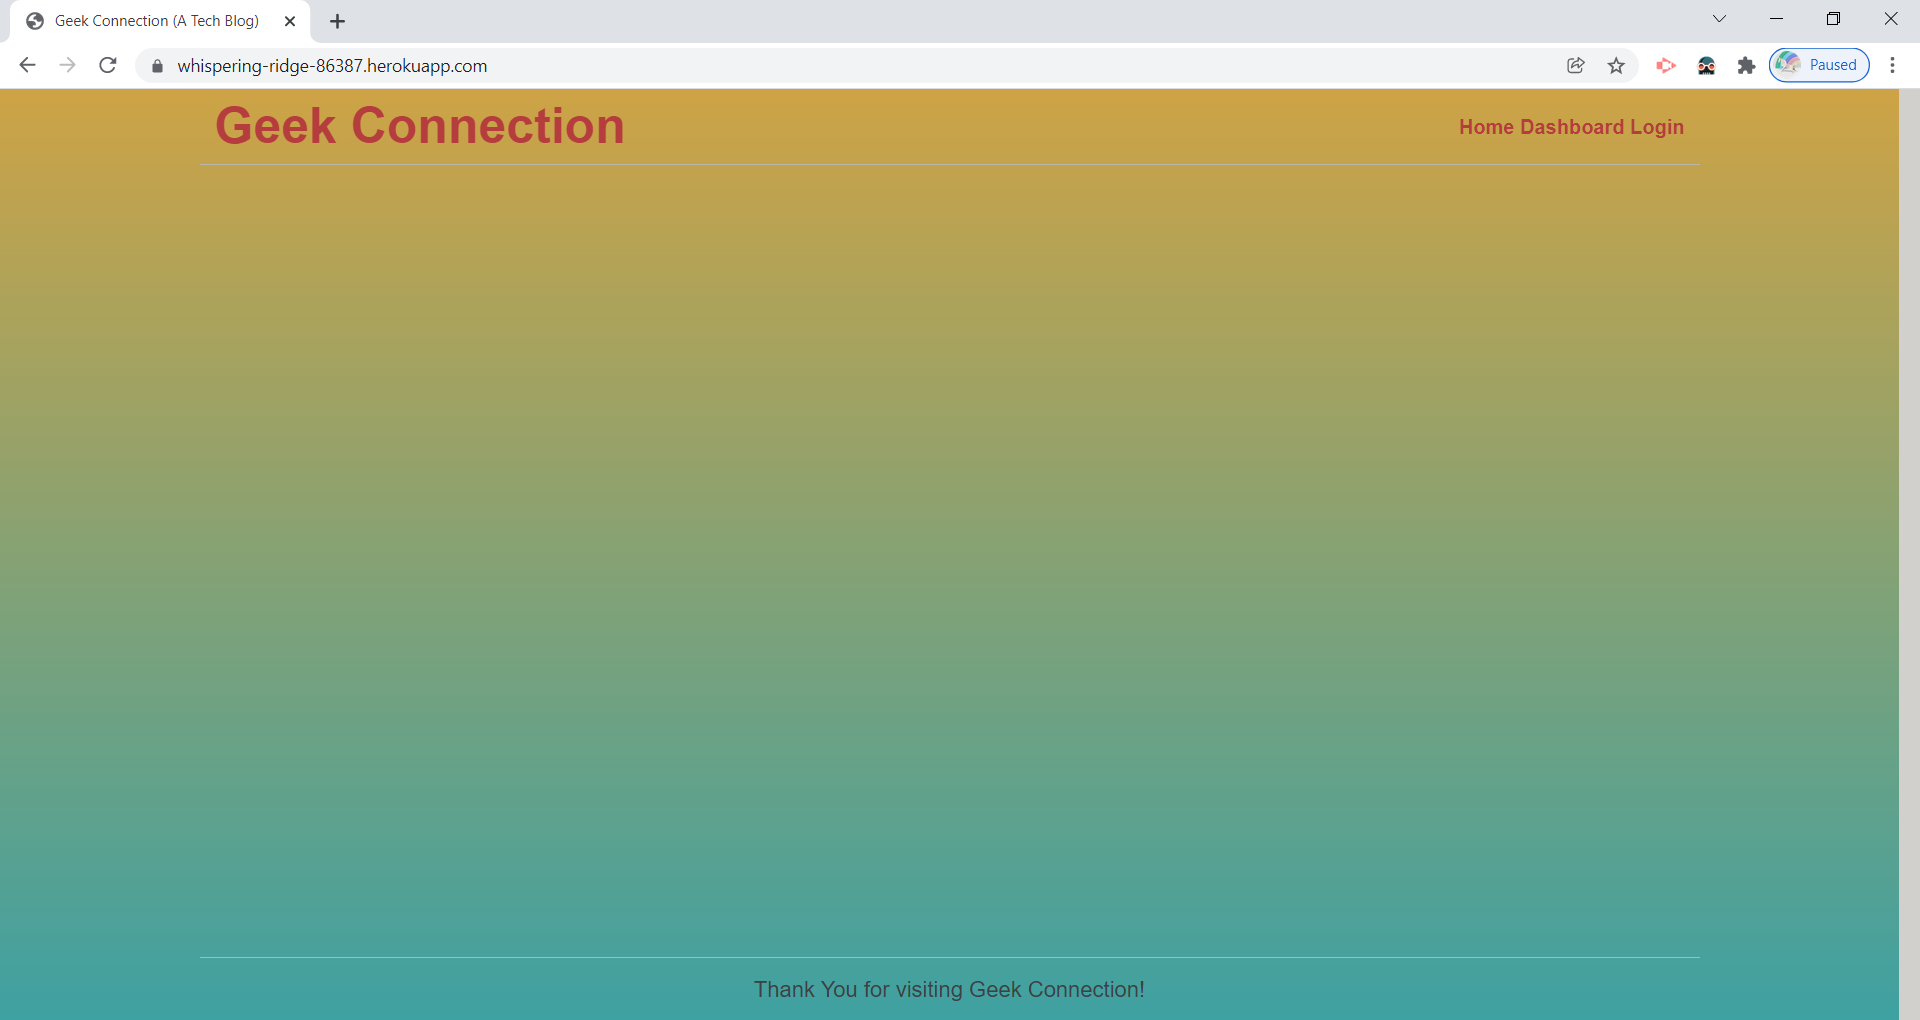 Geek Connection (A Tech Blog)
whispering-ridge-86387.herokuapp.com
Paused
Geek Connection
Home Dashboard Login
Thank You for visiting Geek Connection!